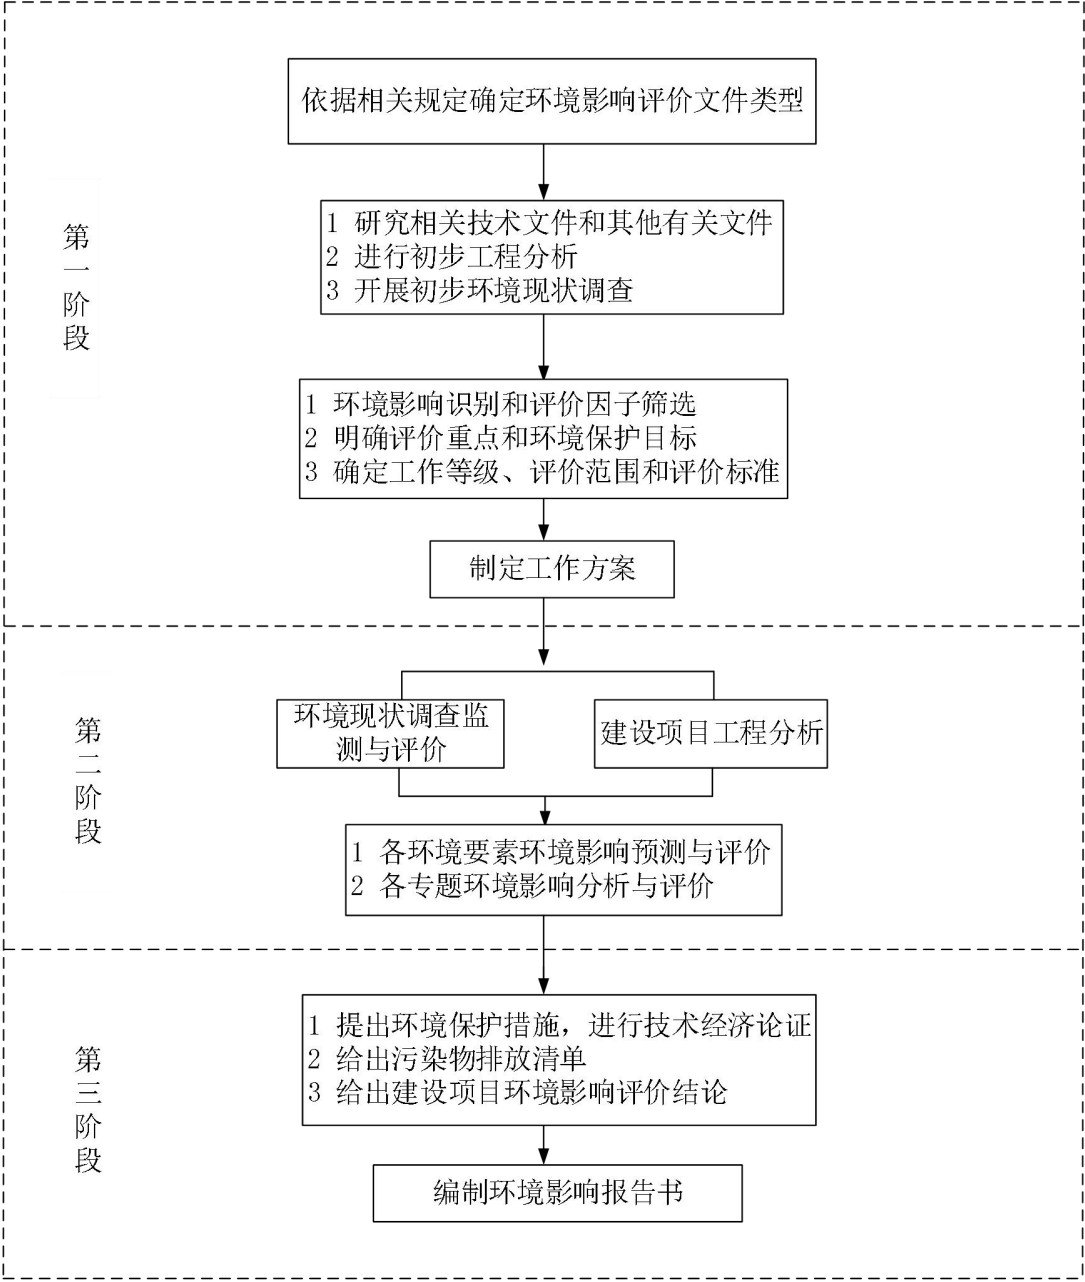 依据相关规定确定环境影响评价文件类型
第一阶段
1 研究相关技术文件和其他有关文件
2 进行初步工程分析
3 开展初步环境现状调查
1 环境影响识别和评价因子筛选
2 明确评价重点和环境保护目标
3 确定工作等级、评价范围和评价标准
制定工作方案
第二阶段
环境现状调查监
测与评价
建设项目工程分析
1 各环境要素环境影响预测与评价
2 各专题环境影响分析与评价
第三阶段
1 提出环境保护措施，进行技术经济论证
2 给出污染物排放清单
3 给出建设项目环境影响评价结论
编制环境影响报告书